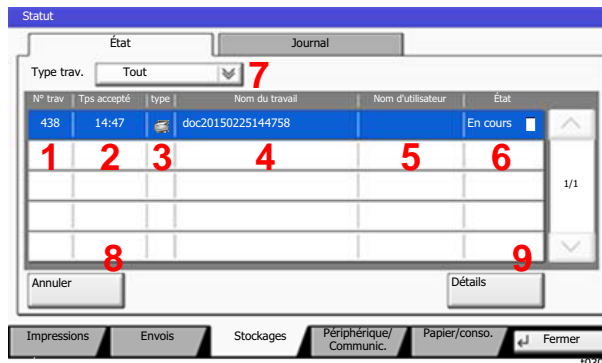 Statut
État Journal
Type trav. Tout 7
N° trav Tps accepté type Nom du travail Nom d'utilisateur État
438 14:47 doc20150225144758 En cours
1 2 3 4 5 6
1/1
8 9
Annuler Détails
Impressions Envois Stockages Périphérique/
Communic. Papier/conso. Fermer